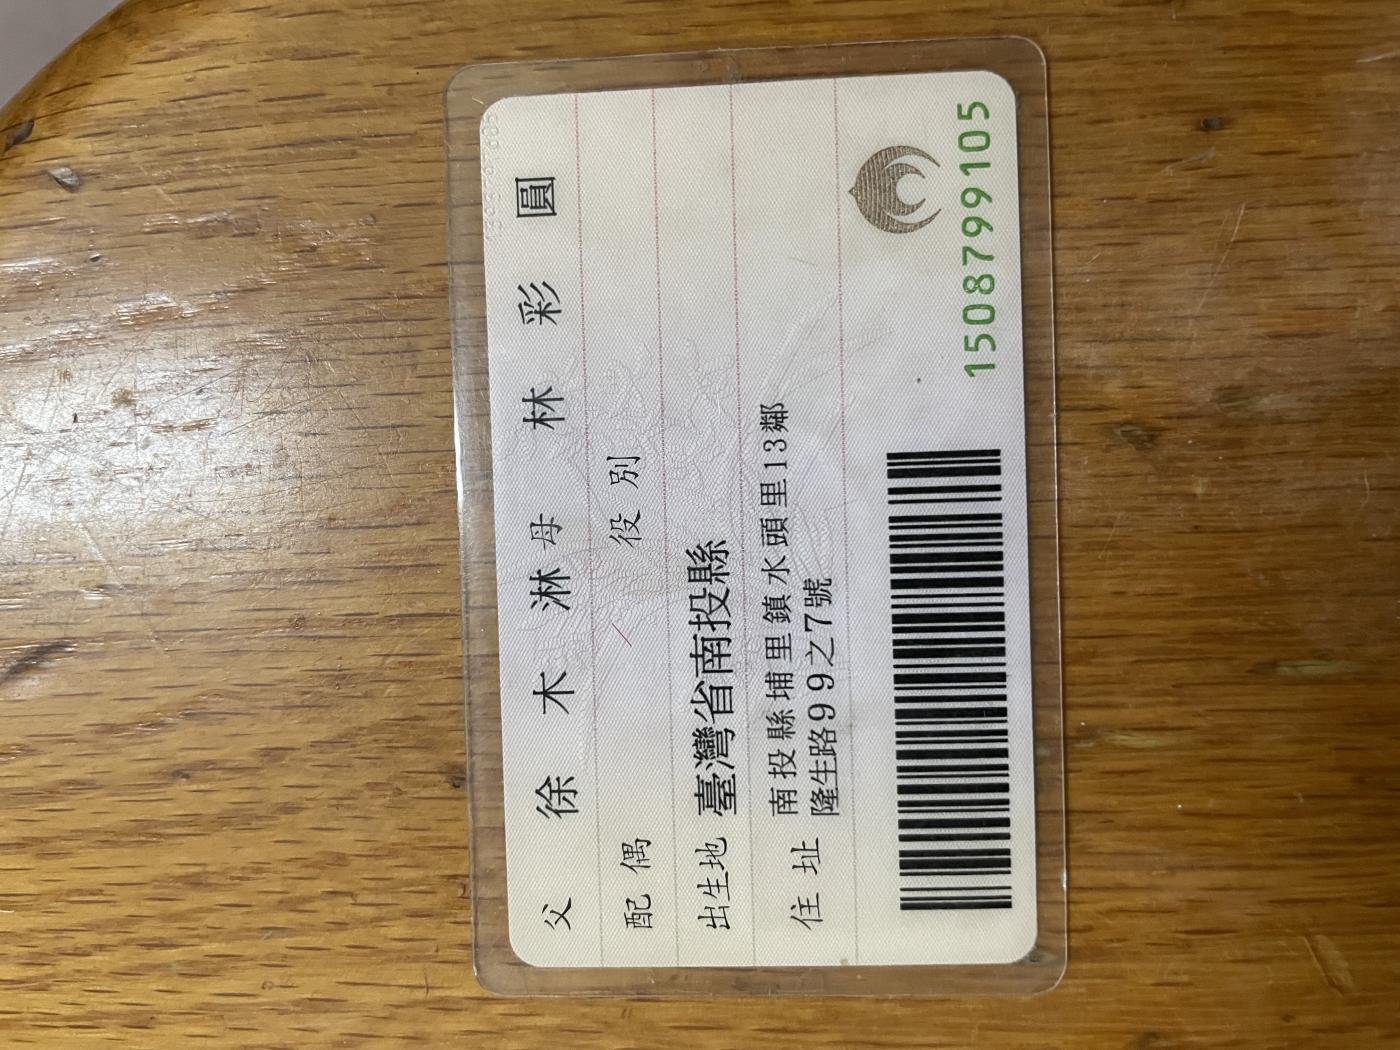 父 徐木淋 母 林彩圓
配偶 役別
出生地 臺灣省南投縣
住址 南投縣埔里鎮水頭里13鄰
隆生路99之7號
1508799105